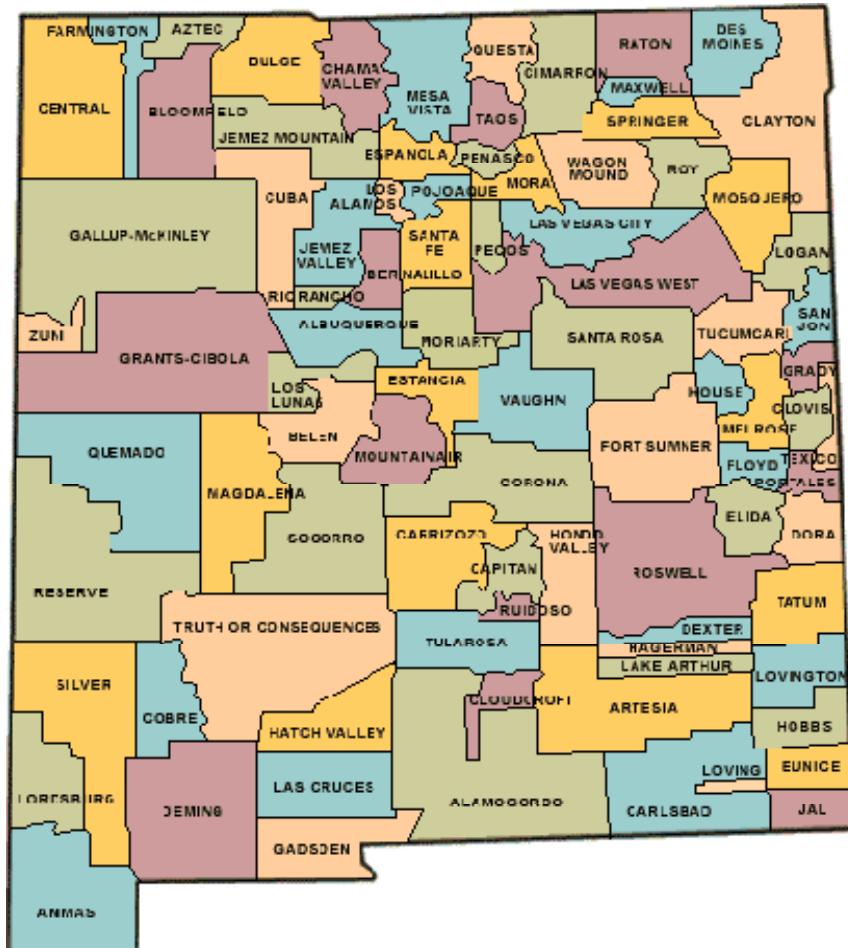 FARMINGTON
AZTEC
DULCE
CHAMA
VALLEY
MESA
VISTA
QUESTA
CIMARRON
RATON
DES
MOINES
MAXWELL
CENTRAL
BLOOMFIELD
TAOS
SPRINGER
CLAYTON
JEMEZ MOUNTAIN
ESPANOLA
PENASCO
WAGON
MOUND
ROY
CUBA
LOS
ALAMOS
POJOAQUE
MORA
MOSQUERO
GALLUP-McKINLEY
JEMEZ
VALLEY
SANTA
FE
PECOS
LAS VEGAS CITY
LOGAN
BERNALILLO
LAS VEGAS WEST
RIO RANCHO
ALBUQUERQUE
SAN
JON
ZUNI
MORIARTY
SANTA ROSA
TUCUMCARI
GRANTS-CIBOLA
GRADY
ESTANCIA
LOS
LUNAS
VAUGHN
HOUSE
CLOVIS
BELEN
MELROSE
QUEMADO
FORT SUMNER
MOUNTAINAIR
FLOYD
TEXICO
CORONA
PORTALES
MAGDALENA
ELIDA
SOCORRO
CARRIZOZO
HONDO
VALLEY
DORA
CAPITAN
ROSWELL
RESERVE
RUIDOSO
TATUM
TRUTH OR CONSEQUENCES
DEXTER
TULAROSA
HAGERMAN
LAKE ARTHUR
LOVINGTON
SILVER
CLOUDCROFT
ARTESIA
COBRE
HATCH VALLEY
HOBBS
LOVING
EUNICE
LAS CRUCES
LORESBURG
DEMING
ALAMOGORDO
CARLSBAD
JAL
GADSDEN
ANMAS